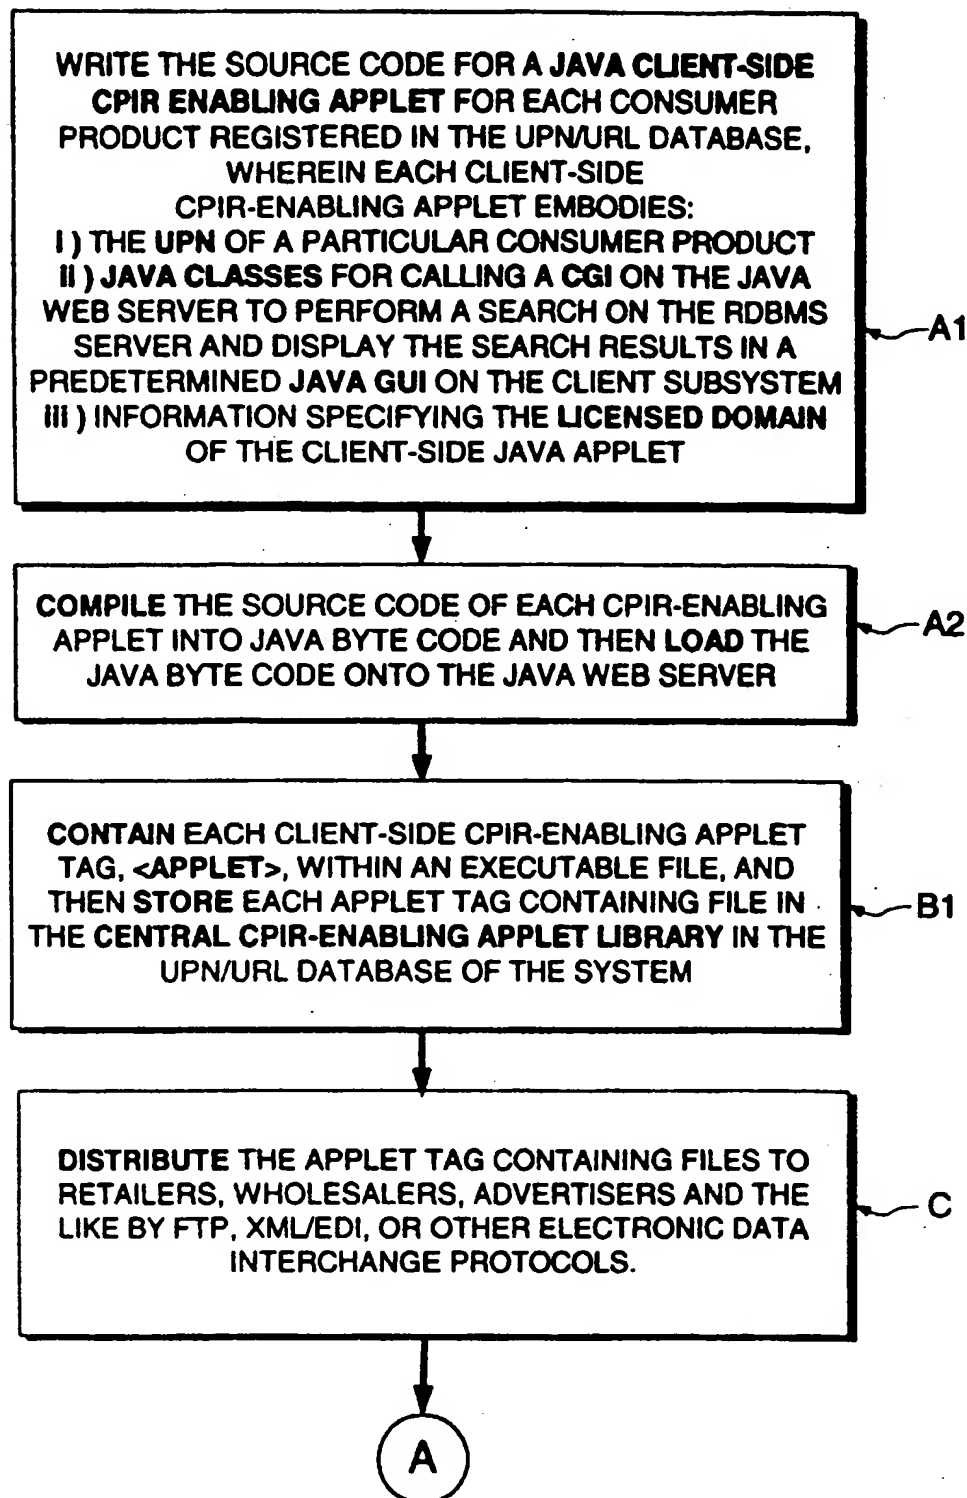 WRITE THE SOURCE CODE FOR A JAVA CLIENT-SIDE
CPIR ENABLING APPLET FOR EACH CONSUMER
PRODUCT REGISTERED IN THE UPN/URL DATABASE,
WHEREIN EACH CLIENT-SIDE
CPIR-ENABLING APPLET EMBODIES:
I ) THE UPN OF A PARTICULAR CONSUMER PRODUCT
II ) JAVA CLASSES FOR CALLING A CGI ON THE JAVA
WEB SERVER TO PERFORM A SEARCH ON THE RDBMS
SERVER AND DISPLAY THE SEARCH RESULTS IN A
PREDETERMINED JAVA GUI ON THE CLIENT SUBSYSTEM
III ) INFORMATION SPECIFYING THE LICENSED DOMAIN
OF THE CLIENT-SIDE JAVA APPLET
A1
COMPILE THE SOURCE CODE OF EACH CPIR-ENABLING
APPLET INTO JAVA BYTE CODE AND THEN LOAD THE
JAVA BYTE CODE ONTO THE JAVA WEB SERVER
A2
CONTAIN EACH CLIENT-SIDE CPIR-ENABLING APPLET
TAG, <APPLET>, WITHIN AN EXECUTABLE FILE, AND
THEN STORE EACH APPLET TAG CONTAINING FILE IN
THE CENTRAL CPIR-ENABLING APPLET LIBRARY IN THE
UPN/URL DATABASE OF THE SYSTEM
B1
DISTRIBUTE THE APPLET TAG CONTAINING FILES TO
RETAILERS, WHOLESALERS, ADVERTISERS AND THE
LIKE BY FTP, XML/EDI, OR OTHER ELECTRONIC DATA
INTERCHANGE PROTOCOLS.
C
A